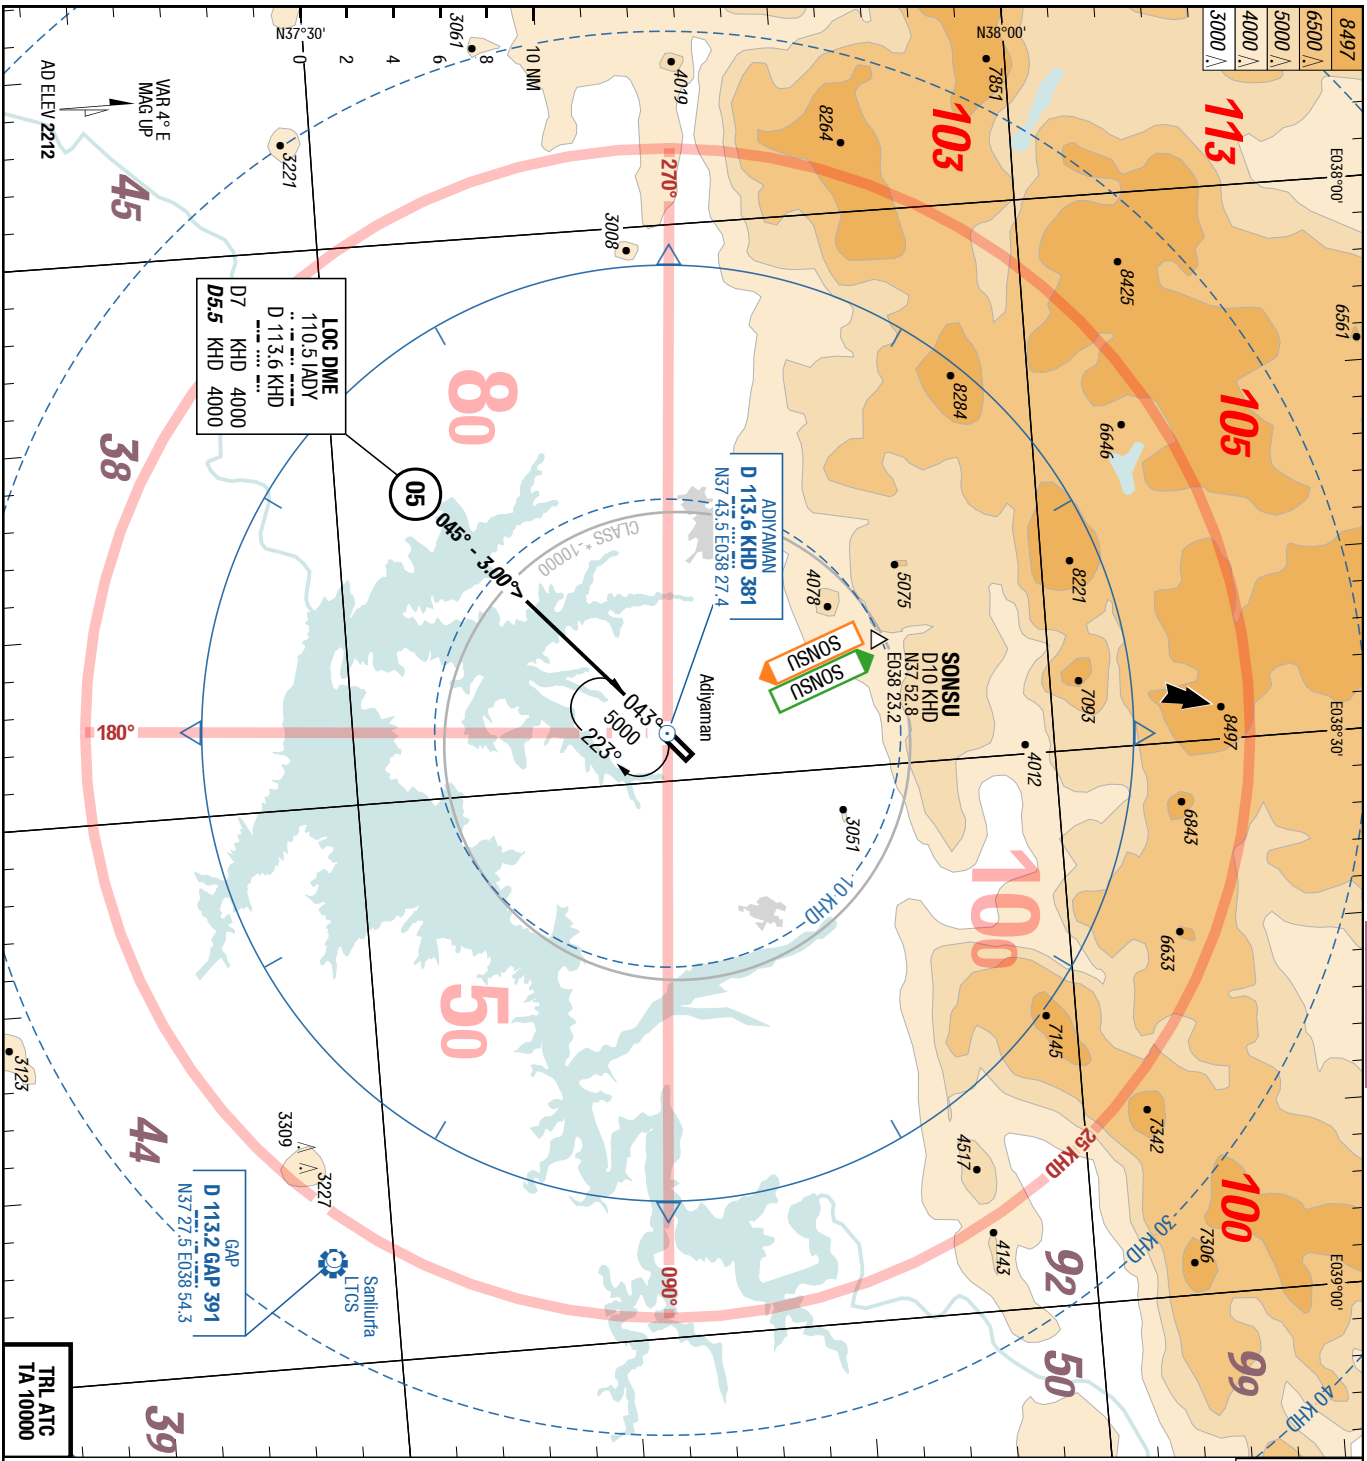 8497
6500
5000
4000
3000
N37°30'
0
2
4
6
8
10 NM
N38°00'
E038°00'
E038°30'
E039°00'
VAR 4° E
MAG UP
AD ELEV 2212
3061
4019
7851
8264
103
113
45
3221
3008
270°
8425
6561
8284
6646
105
LOC DME
110.5 IADY
D 113.6 KHD
D7 KHD 4000
D5.5 KHD 4000
38
80
05
045° - 3.00°
CLASS * -10000
ADIYAMAN
D 113.6 KHD 381
N37 43.5 E038 27.4
4078
5075
8221
7093
SONSU
SONSU
SONSU
D10 KHD
N37 52.8
E038 23.2
8497
Adiyaman
043°
5000
223°
180°
4012
3051
6843
6633
10 KHD
100
50
7145
7342
4517
4143
25 KHD
30 KHD
40 KHD
7306
100
92
99
50
090°
3123
44
3309
3227
GAP
D 113.2 GAP 391
N37 27.5 E038 54.3
Sanliurfa
LTCS
39
TRL ATC
TA 10000